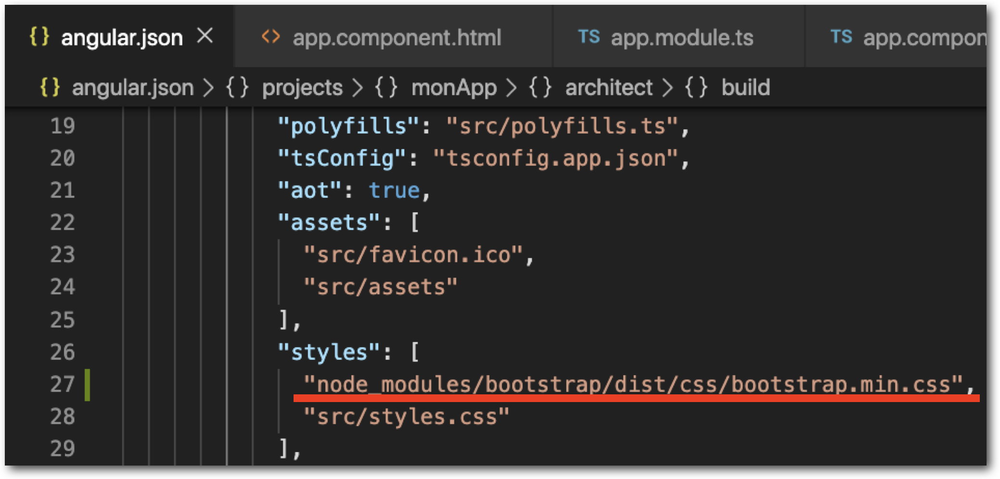 {} angular.json × <> app.component.html TS app.module.ts TS app.compon
{} angular.json > {} projects > {} monApp > {} architect > {} build
19 "polyfills": "src/polyfills.ts",
20 "tsConfig": "tsconfig.app.json",
21 "aot": true,
22 "assets": [
23 "src/favicon.ico",
24 "src/assets"
25 ],
26 "styles": [
27 "node_modules/bootstrap/dist/css/bootstrap.min.css",
28 "src/styles.css"
29 ],